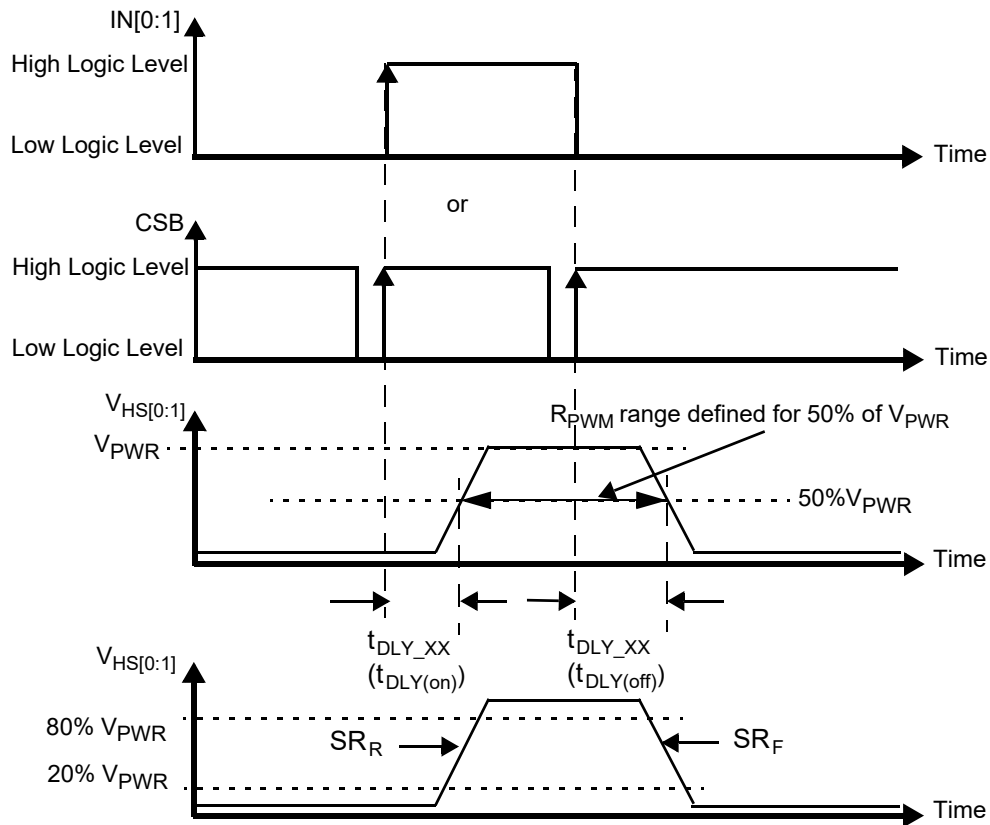 IN[0:1]
High Logic Level
Low Logic Level
Time
or
CSB
High Logic Level
Low Logic Level
Time
VHS[0:1]
RPWM range defined for 50% of VPWR
VPWR
50%VPWR
Time
tDLY_XX
(tDLY(on))
tDLY_XX
(tDLY(off))
VHS[0:1]
80% VPWR
SRR
SRF
20% VPWR
Time